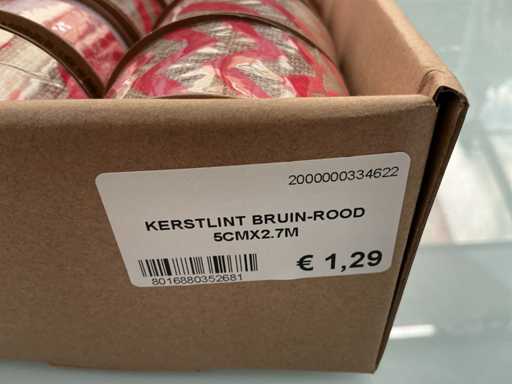 2000000334622
KERSTLINT BRUIN-ROOD
5CMX2.7M
€ 1,29
8016880352681